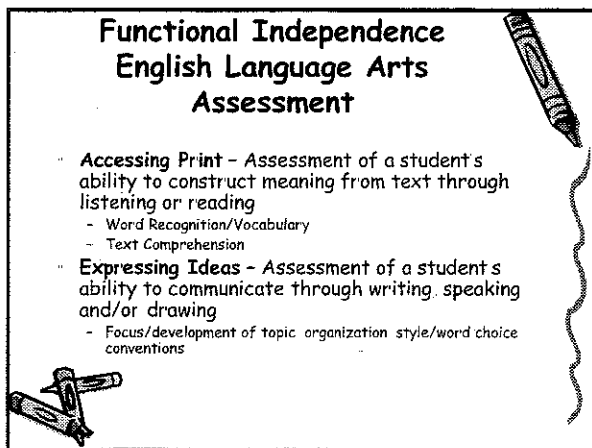 Functional Independence
English Language Arts
Assessment
Accessing Print - Assessment of a student's
ability to construct meaning from text through
listening or reading
- Word Recognition/Vocabulary
- Text Comprehension
Expressing Ideas - Assessment of a student s
ability to communicate through writing speaking
and/or drawing
- Focus/development of topic organization style/word choice
conventions